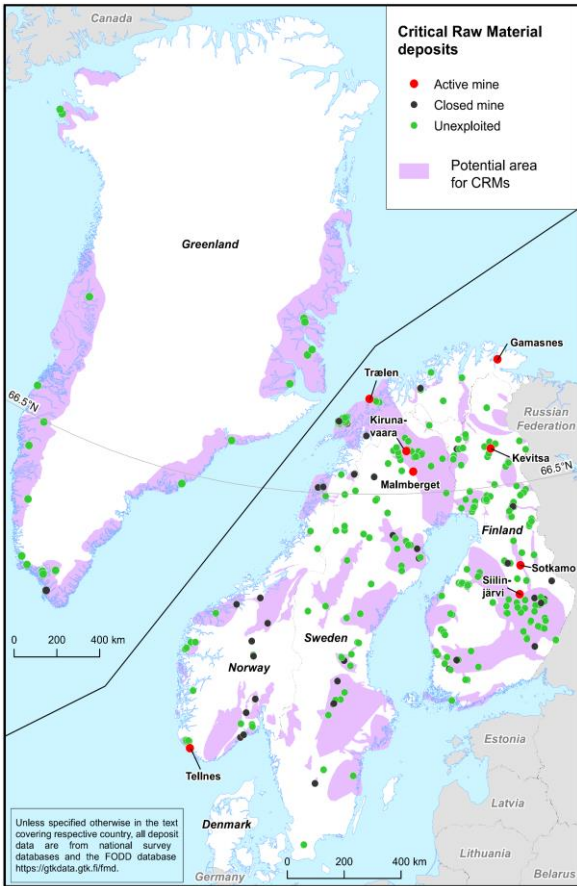 Canada
Critical Raw Material
deposits
Active mine
Closed mine
Unexploited
Potential area
for CRMs
Greenland
Gamasnes
Trælen
66.5°N
Russian
Federation
Kiruna-
vaara
Kevitsa
66.5°N
Malmberget
Finland
Sotkamo
Siilin-
järvi
0 200 400 km
Sweden
Norway
Estonia
Tellnes
Latvia
Unless specified otherwise in the text
covering respective country, all deposit
data are from national survey
databases and the FODD database
https://gtkdata.gtk.fi/fmd.
Denmark
Lithuania
0 200 400 km
Germany
Belarus